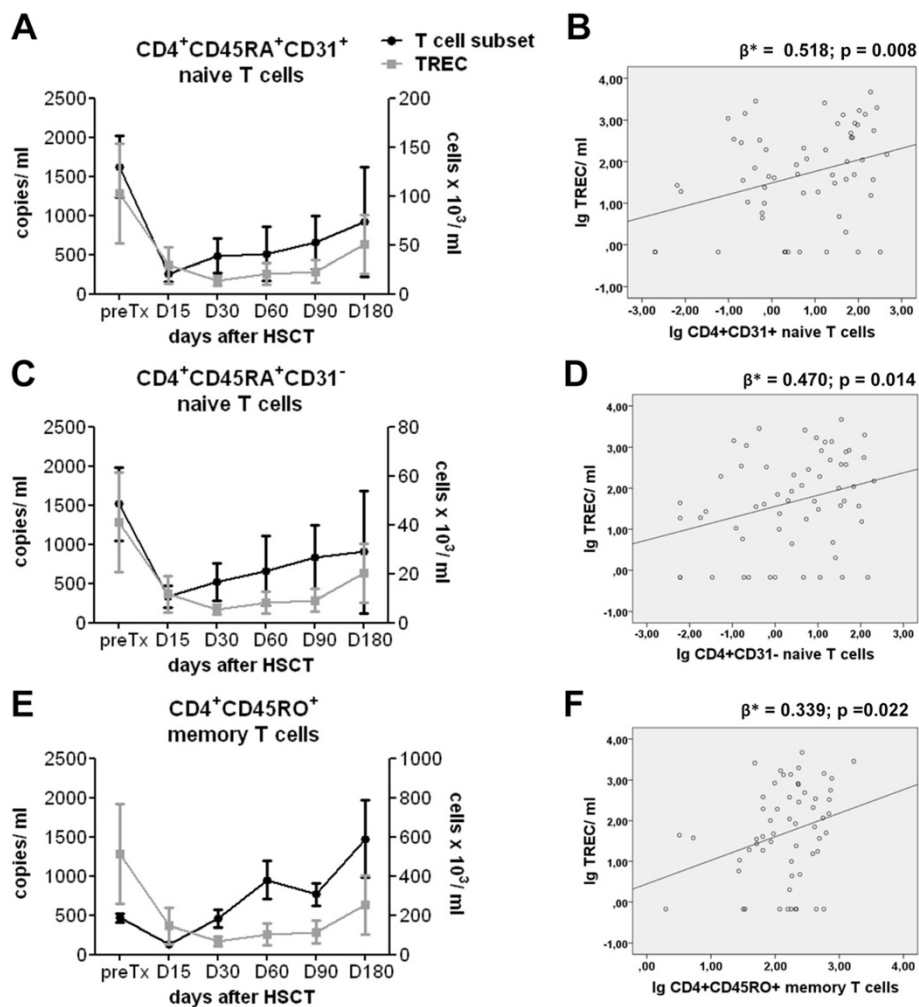 A
CD4+CD45RA+CD31+
naive T cells
T cell subset
TREC
2500
2000
1500
1000
500
0
copies/ ml
200
150
100
50
0
cells x 10³/ ml
preTx D15 D30 D60 D90 D180
days after HSCT
B
β* = 0.518; p = 0.008
4,00
3,00
2,00
1,00
,00
-1,00
lg TREC/ ml
-3,00 -2,00 -1,00 ,00 1,00 2,00 3,00
lg CD4+CD31+ naive T cells
C
CD4+CD45RA+CD31-
naive T cells
2500
2000
1500
1000
500
0
copies/ ml
80
60
40
20
0
cells x 10³/ ml
preTx D15 D30 D60 D90 D180
days after HSCT
D
β* = 0.470; p = 0.014
4,00
3,00
2,00
1,00
,00
-1,00
lg TREC/ ml
-3,00 -2,00 -1,00 ,00 1,00 2,00 3,00
lg CD4+CD31- naive T cells
E
CD4+CD45RO+
memory T cells
2500
2000
1500
1000
500
0
copies/ ml
1000
800
600
400
200
0
cells x 10³/ ml
preTx D15 D30 D60 D90 D180
days after HSCT
F
β* = 0.339; p =0.022
4,00
3,00
2,00
1,00
,00
-1,00
lg TREC/ ml
,00 1,00 2,00 3,00 4,00
lg CD4+CD45RO+ memory T cells